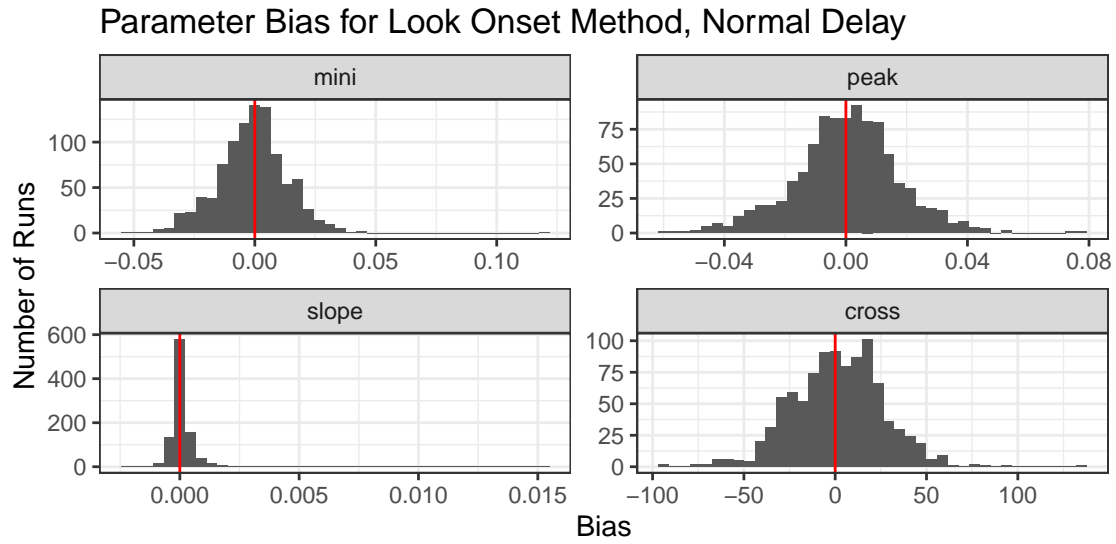 Parameter Bias for Look Onset Method, Normal Delay
mini
peak
100
50
0
−0.05 0.00 0.05 0.10
75
50
25
0
−0.04 0.00 0.04 0.08
slope
cross
600
400
200
0
0.000 0.005 0.010 0.015
100
75
50
25
0
−100 −50 0 50 100
Number of Runs
Bias